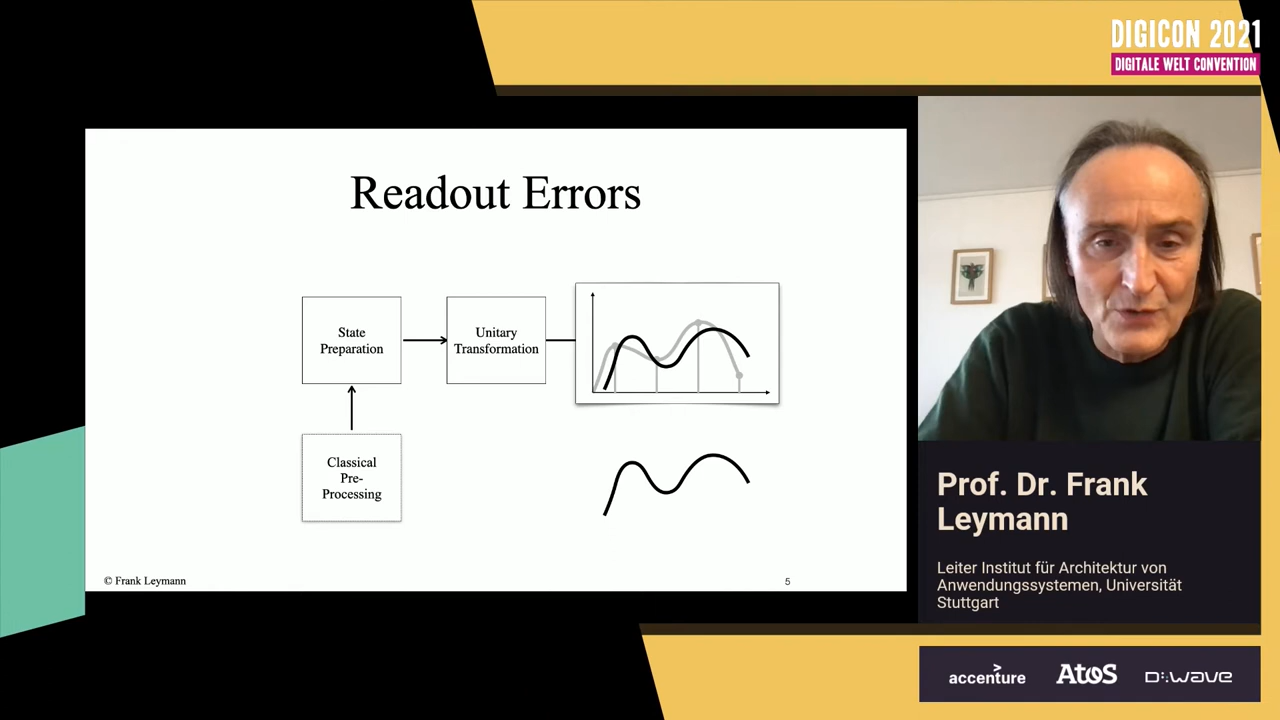 DIGICON 2021
DIGITALE WELT CONVENTION
Readout Errors
State
Preparation
Unitary
Transformation
Classical
Pre-
Processing
© Frank Leymann
5
Prof. Dr. Frank
Leymann
Leiter Institut für Architektur von
Anwendungssystemen, Universität
Stuttgart
accenture
Atos
D:wave